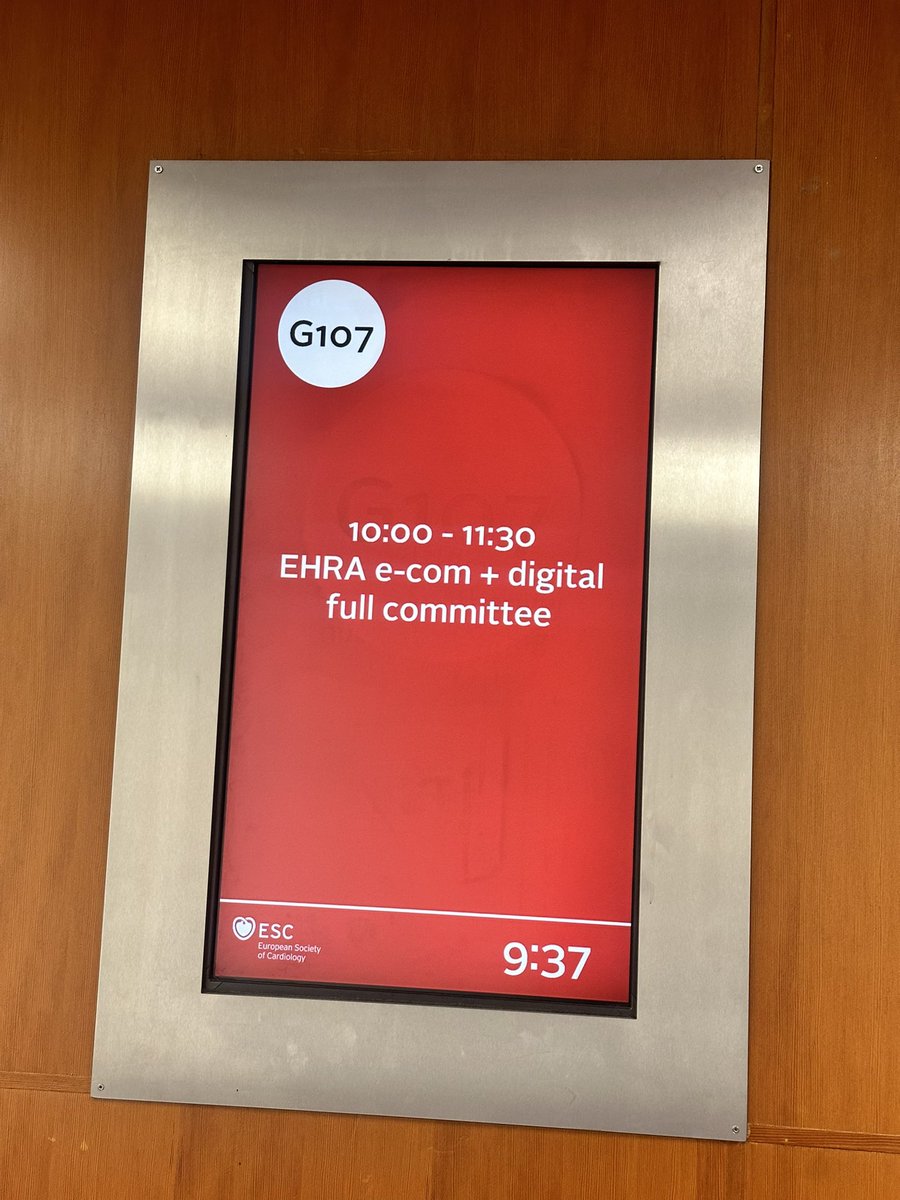 G107
10:00 - 11:30
EHRA e-com + digital
full committee
ESC
European Society
of Cardiology
9:37